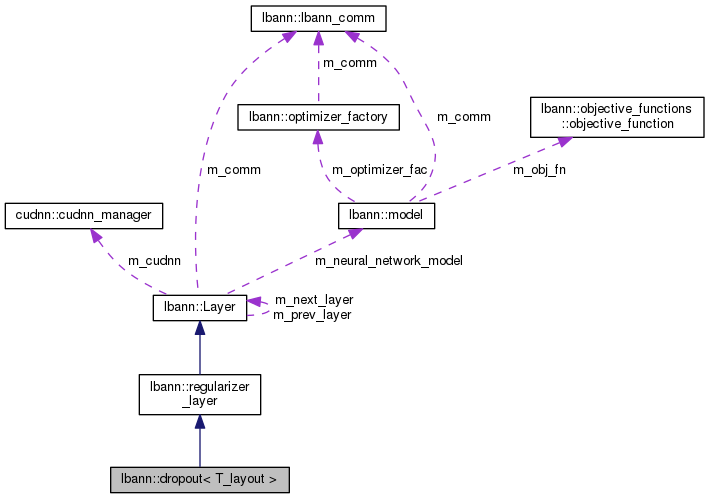 lbann::lbann_comm
m_comm
lbann::optimizer_factory
m_comm
lbann::objective_functions
::objective_function
m_comm
m_optimizer_fac
m_obj_fn
cudnn::cudnn_manager
lbann::model
m_cudnn
m_neural_network_model
lbann::Layer
m_next_layer
m_prev_layer
lbann::regularizer
_layer
lbann::dropout< T_layout >